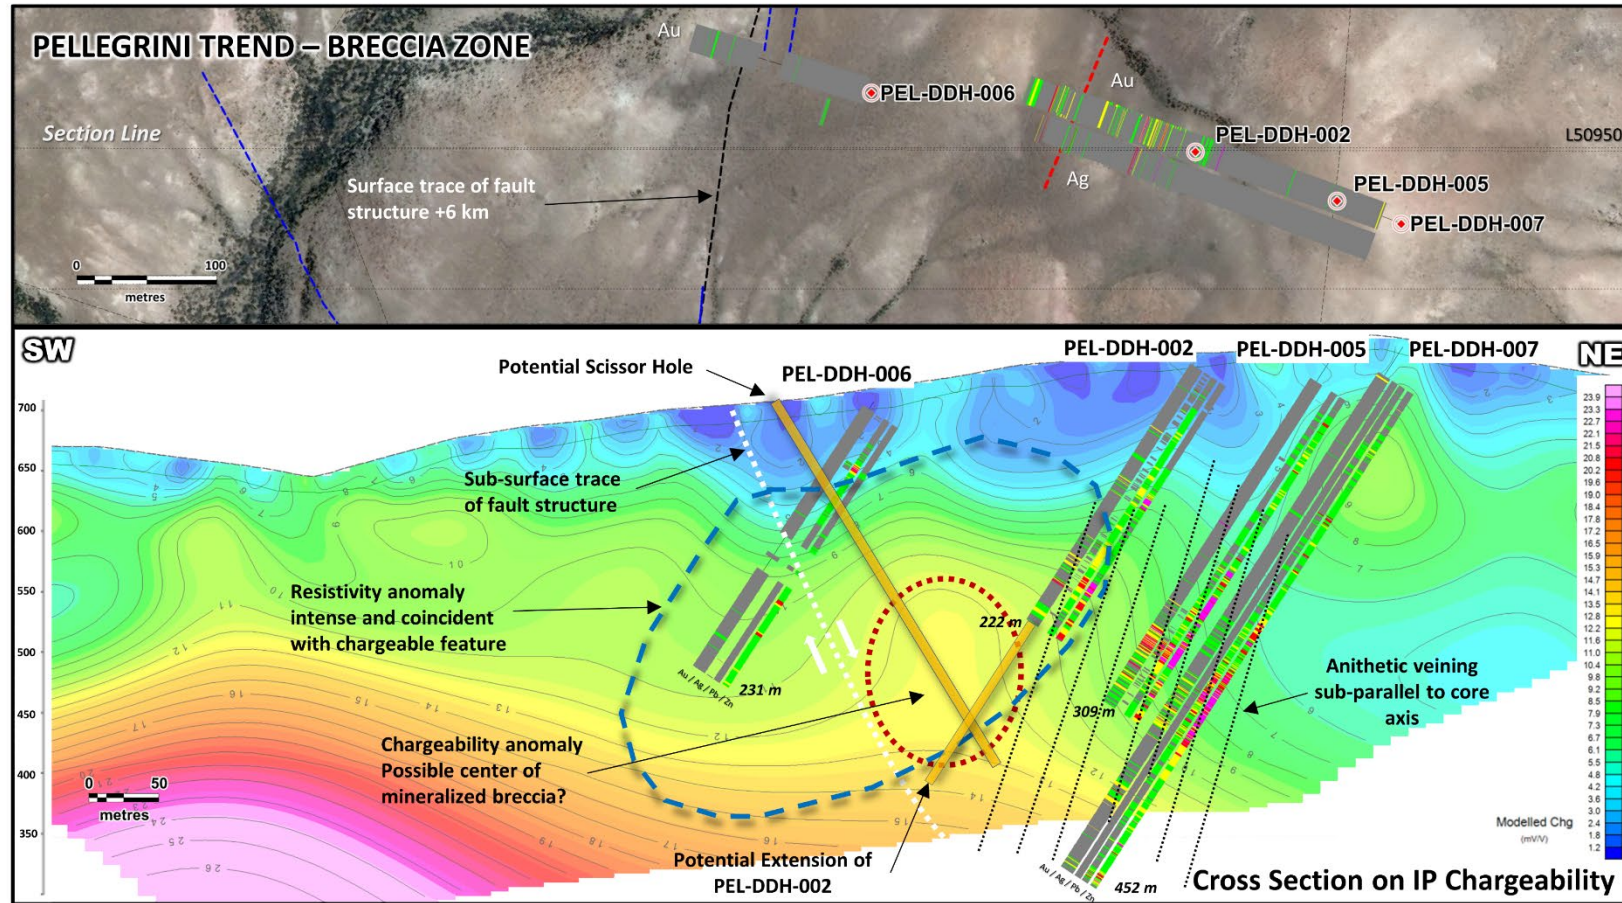 PELLEGRINI TREND – BRECCIA ZONE
Au
PEL-DDH-006
Au
PEL-DDH-002
L50950
Section Line
Surface trace of fault
structure +6 km
Ag
PEL-DDH-005
PEL-DDH-007
0 100
metres
SW
NE
Potential Scissor Hole
PEL-DDH-006
PEL-DDH-002
PEL-DDH-005
PEL-DDH-007
700
650
600
550
500
450
400
350
Sub-surface trace
of fault structure
Resistivity anomaly
intense and coincident
with chargeable feature
222 m
231 m
Au / Ag / Pb / Zn
309 m
Anithetic veining
sub-parallel to core
axis
Chargeability anomaly
Possible center of
mineralized breccia?
0 50
metres
Potential Extension of
PEL-DDH-002
Au / Ag / Pb / Zn
452 m
23.9
23.3
22.7
22.1
21.5
20.8
20.2
19.6
19.0
18.4
17.8
17.2
16.5
15.9
15.3
14.7
14.1
13.5
12.8
12.2
11.6
11.0
10.4
9.8
9.2
8.5
7.9
7.3
6.7
6.1
5.5
4.8
4.2
3.6
3.0
2.4
1.8
1.2
Modelled Chg
(mV/V)
Cross Section on IP Chargeability